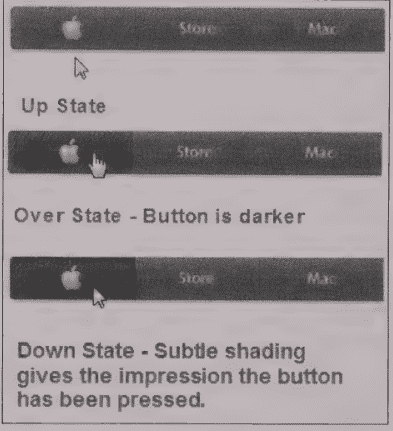 Store Mac
Up State
Store Mac
Over State - Button is darker
Store Mac
Down State - Subtle shading
gives the impression the button
has been pressed.